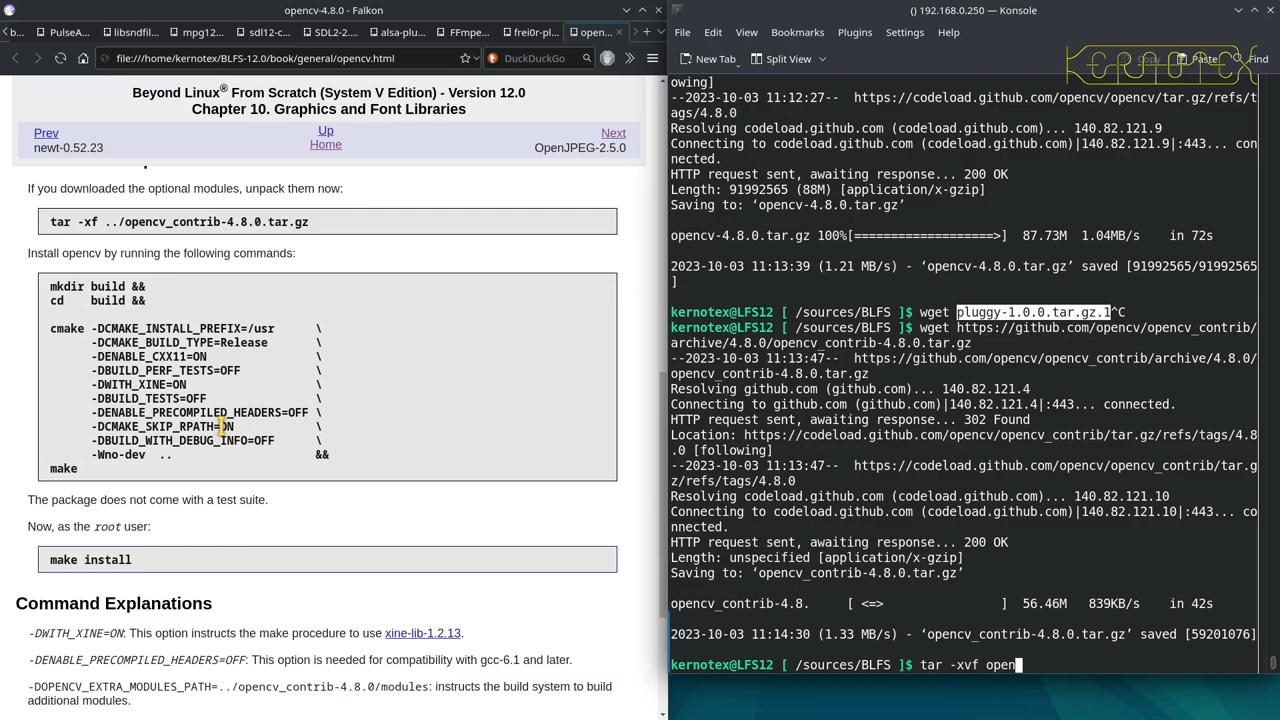 opencv-4.8.0 - Falkon
b...
PulseA...
libsndfil...
mpg12...
sdl12-c...
SDL2-2....
alsa-plu...
FFmpe...
frei0r-pl...
open...
file:///home/kernotex/BLFS-12.0/book/general/opencv.html
DuckDuckGo
Beyond Linux® From Scratch (System V Edition) - Version 12.0
Chapter 10. Graphics and Font Libraries
Prev
Up
Next
newt-0.52.23
Home
OpenJPEG-2.5.0
If you downloaded the optional modules, unpack them now:
tar -xf ../opencv_contrib-4.8.0.tar.gz
Install opencv by running the following commands:
mkdir build &&
cd    build &&
cmake -DCMAKE_INSTALL_PREFIX=/usr      \
-DCMAKE_BUILD_TYPE=Release       \
-DENABLE_CXX11=ON                \
-DBUILD_PERF_TESTS=OFF           \
-DWITH_XINE=ON                   \
-DBUILD_TESTS=OFF                \
-DENABLE_PRECOMPILED_HEADERS=OFF \
-DCMAKE_SKIP_RPATH=ON            \
-DBUILD_WITH_DEBUG_INFO=OFF      \
-Wno-dev  ..                     &&
make
The package does not come with a test suite.
Now, as the root user:
make install
Command Explanations
-DWITH_XINE=ON: This option instructs the make procedure to use xine-lib-1.2.13.
-DENABLE_PRECOMPILED_HEADERS=OFF: This option is needed for compatibility with gcc-6.1 and later.
-DOPENCV_EXTRA_MODULES_PATH=../opencv_contrib-4.8.0/modules: instructs the build system to build
additional modules.
() 192.168.0.250 — Konsole
File Edit View Bookmarks Plugins Settings Help
New Tab
Split View
Copy
Paste
Find
KERNOTEX
owing]
--2023-10-03 11:12:27--  https://codeload.github.com/opencv/opencv/tar.gz/refs/t
ags/4.8.0
Resolving codeload.github.com (codeload.github.com)... 140.82.121.9
Connecting to codeload.github.com (codeload.github.com)|140.82.121.9|:443... con
nected.
HTTP request sent, awaiting response... 200 OK
Length: 91992565 (88M) [application/x-gzip]
Saving to: ‘opencv-4.8.0.tar.gz’
opencv-4.8.0.tar.gz 100%[===================>]  87.73M  1.04MB/s    in 72s
2023-10-03 11:13:39 (1.21 MB/s) - ‘opencv-4.8.0.tar.gz’ saved [91992565/91992565
]
kernotex@LFS12 [ /sources/BLFS ]$ wget pluggy-1.0.0.tar.gz.1^C
kernotex@LFS12 [ /sources/BLFS ]$ wget https://github.com/opencv/opencv_contrib/
archive/4.8.0/opencv_contrib-4.8.0.tar.gz
--2023-10-03 11:13:47--  https://github.com/opencv/opencv_contrib/archive/4.8.0/
opencv_contrib-4.8.0.tar.gz
Resolving github.com (github.com)... 140.82.121.4
Connecting to github.com (github.com)|140.82.121.4|:443... connected.
HTTP request sent, awaiting response... 302 Found
Location: https://codeload.github.com/opencv/opencv_contrib/tar.gz/refs/tags/4.8
.0 [following]
--2023-10-03 11:13:47--  https://codeload.github.com/opencv/opencv_contrib/tar.g
z/refs/tags/4.8.0
Resolving codeload.github.com (codeload.github.com)... 140.82.121.10
Connecting to codeload.github.com (codeload.github.com)|140.82.121.10|:443... co
nnected.
HTTP request sent, awaiting response... 200 OK
Length: unspecified [application/x-gzip]
Saving to: ‘opencv_contrib-4.8.0.tar.gz’
opencv_contrib-4.8.     [ <=>                ]  56.46M   839KB/s    in 42s
2023-10-03 11:14:30 (1.33 MB/s) - ‘opencv_contrib-4.8.0.tar.gz’ saved [59201076]
kernotex@LFS12 [ /sources/BLFS ]$ tar -xvf open